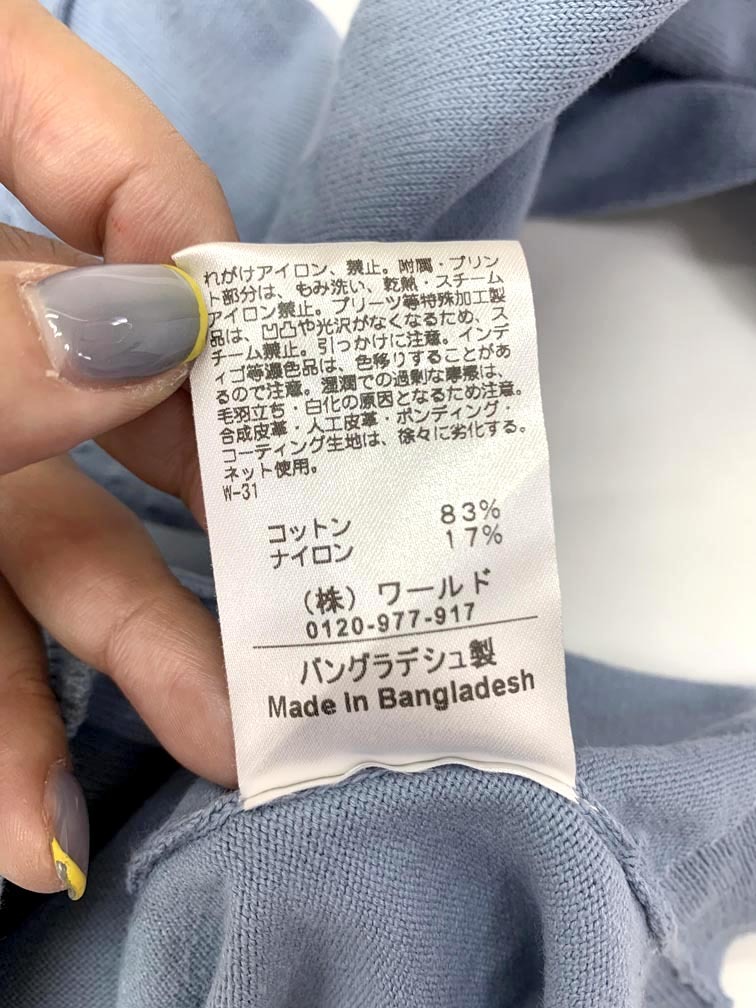 れがけアイロン、禁止。附属・プリン
ト部分は、もみ洗い、乾熱・スチーム
アイロン禁止。プリーツ等特殊加工製
品は、凹凸や光沢がなくなるため、ス
チーム禁止。引っかけに注意。インデ
ィゴ等濃色品は、色移りすることがあ
るので注意。湿潤での過剰な摩擦は、
毛羽立ち・白化の原因となるため注意。
合成皮革・人工皮革・ボンディング・
コーティング生地は、徐々に劣化する。
ネット使用。
W-31
コットン 83%
ナイロン 17%
(株)ワールド
0120-977-917
バングラデシュ製
Made in Bangladesh